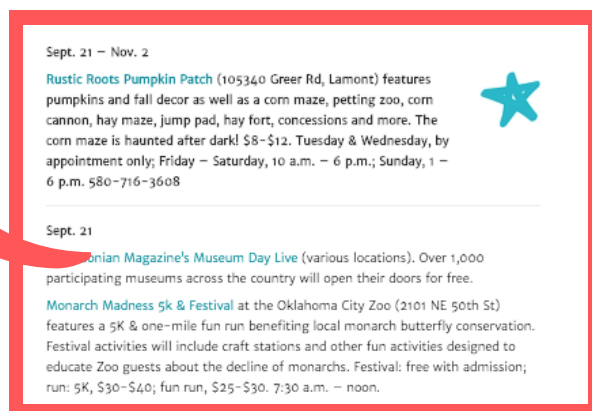 Sept. 21 – Nov. 2
Rustic Roots Pumpkin Patch (105340 Greer Rd, Lamont) features
pumpkins and fall decor as well as a corn maze, petting zoo, corn
cannon, hay maze, jump pad, hay fort, concessions and more. The
corn maze is haunted after dark! $8-$12. Tuesday & Wednesday, by
appointment only; Friday – Saturday, 10 a.m. – 6 p.m.; Sunday, 1 –
6 p.m. 580-716-3608
Sept. 21
Magazine's Museum Day Live (various locations). Over 1,000
participating museums across the country will open their doors for free.
Monarch Madness 5k & Festival at the Oklahoma City Zoo (2101 NE 50th St)
features a 5K & one-mile fun run benefiting local monarch butterfly conservation.
Festival activities will include craft stations and other fun activities designed to
educate Zoo guests about the decline of monarchs. Festival: free with admission;
run: 5K, $30-$40; fun run, $25-$30. 7:30 a.m. – noon.